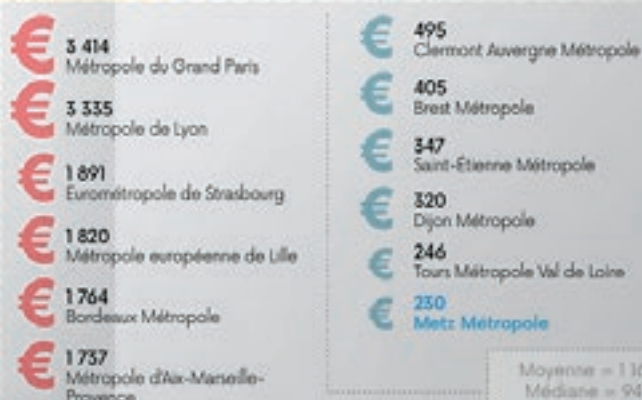 € 3 414
Métropole du Grand Paris
€ 3 335
Métropole de Lyon
€ 1 891
Eurométropole de Strasbourg
€ 1 820
Métropole européenne de Lille
€ 1 764
Bordeaux Métropole
€ 1 737
Métropole d'Aix-Marseille-
Provence
€ 495
Clermont Auvergne Métropole
€ 405
Brest Métropole
€ 347
Saint-Étienne Métropole
€ 320
Dijon Métropole
€ 246
Tours Métropole Val de Loire
€ 230
Metz Métropole
Moyenne =
Médiane =